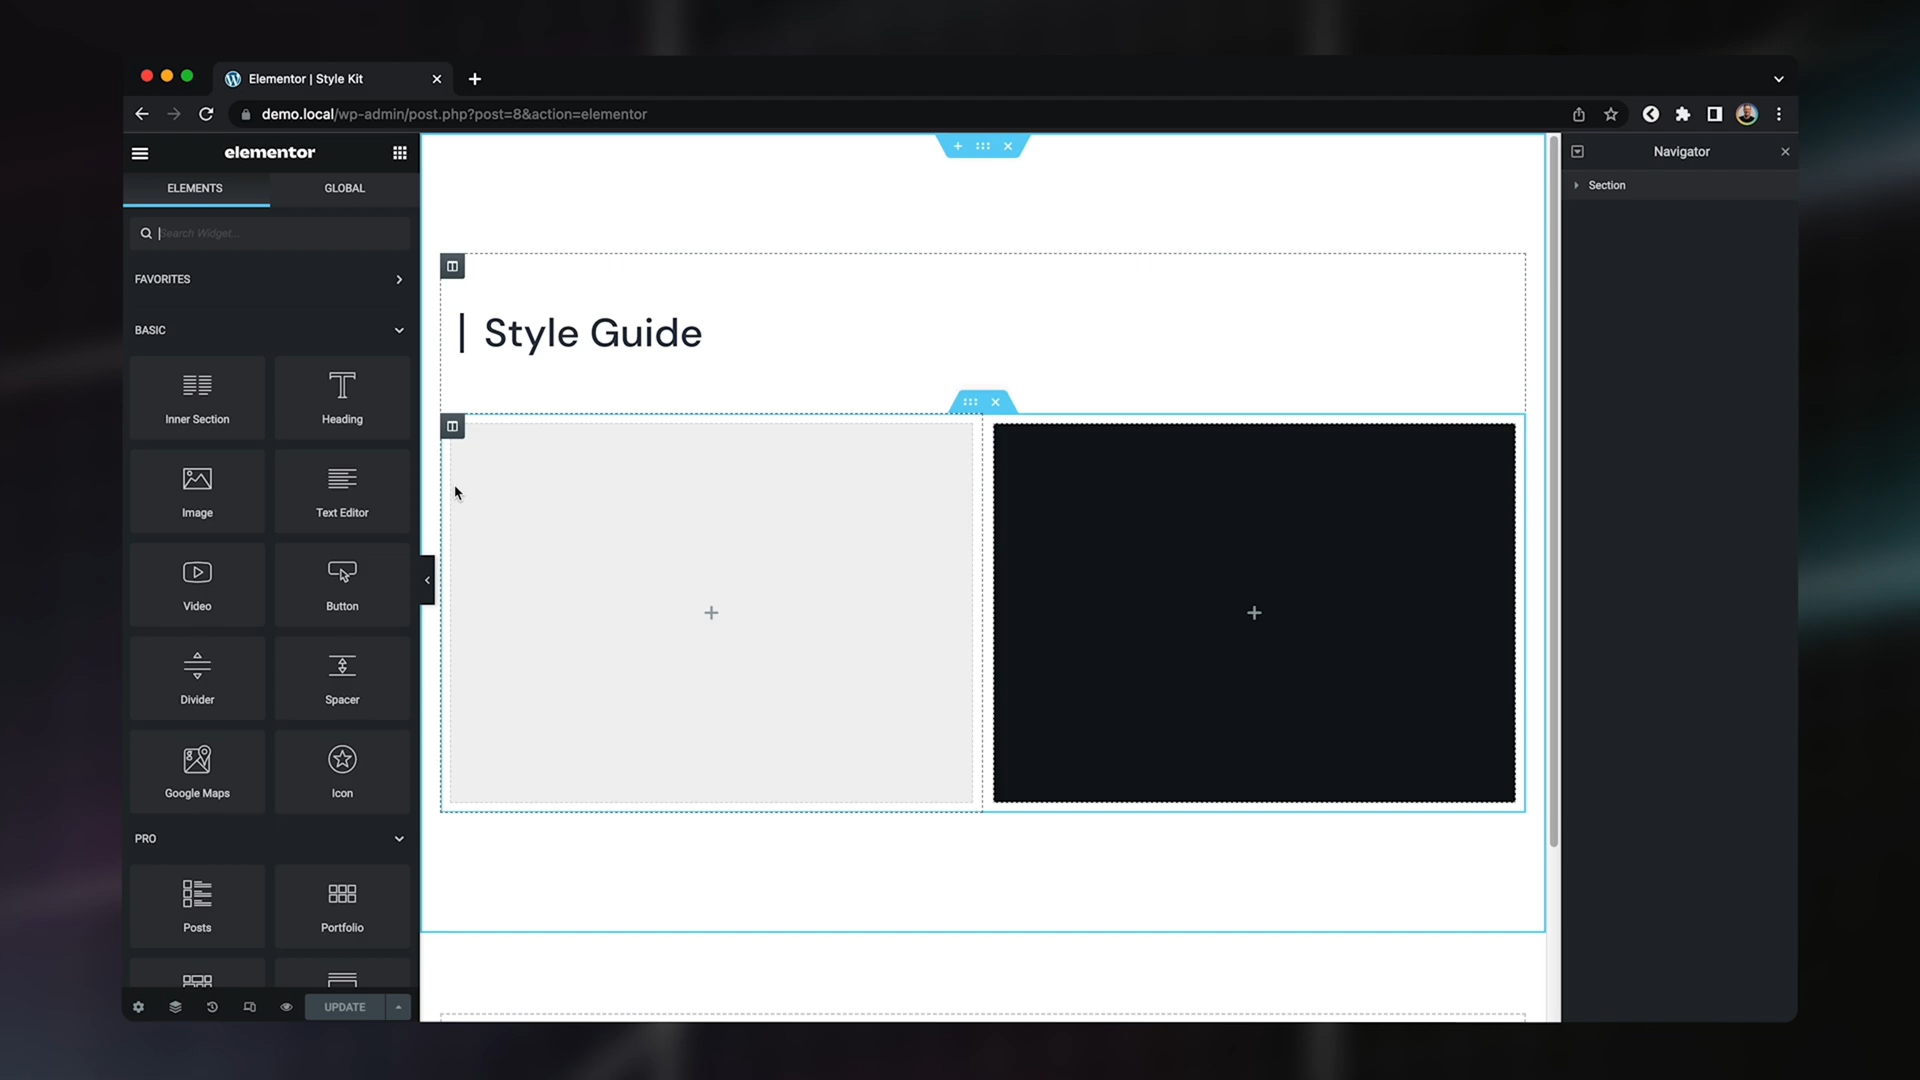 Elementor | Style Kit
demo.local/wp-admin/post.php?post=8&action=elementor
elementor
ELEMENTS
GLOBAL
Search Widget...
FAVORITES
BASIC
Inner Section
Heading
Image
Text Editor
Video
Button
Divider
Spacer
Google Maps
Icon
PRO
Posts
Portfolio
UPDATE
Style Guide
Navigator
Section